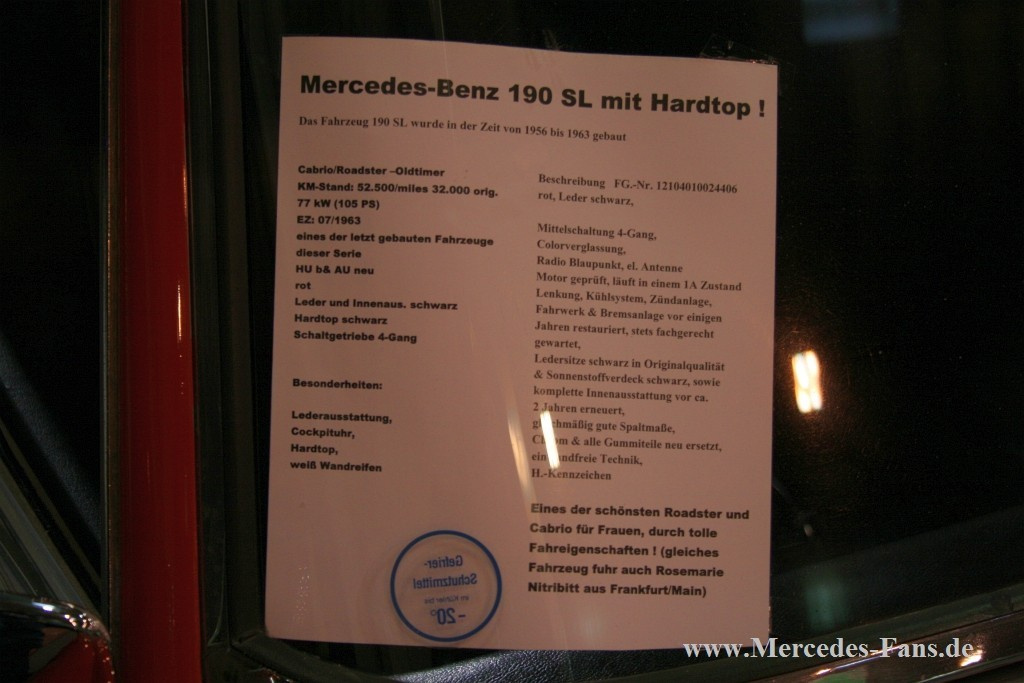 Mercedes-Benz 190 SL mit Hardtop !
Das Fahrzeug 190 SL wurde in der Zeit von 1956 bis 1963 gebaut
Cabrio/Roadster –Oldtimer
KM-Stand: 52.500/miles 32.000 orig.
77 kW (105 PS)
EZ: 07/1963
eines der letzt gebauten Fahrzeuge
dieser Serie
HU b& AU neu
rot
Leder und Innenaus. schwarz
Hardtop schwarz
Schaltgetriebe 4-Gang
Besonderheiten:
Lederausstattung,
Cockpituhr,
Hardtop,
weiß Wandreifen
Beschreibung FG.-Nr. 12104010024406
rot, Leder schwarz,
Mittelschaltung 4-Gang,
Colorverglassung,
Radio Blaupunkt, el. Antenne
Motor geprüft, läuft in einem 1A Zustand
Lenkung, Kühlsystem, Zündanlage,
Fahrwerk & Bremsanlage vor einigen
Jahren restauriert, stets fachgerecht
gewartet,
Ledersitze schwarz in Originalqualität
& Sonnenstoffverdeck schwarz, sowie
komplette Innenausstattung vor ca.
2 Jahren erneuert,
gleichmäßig gute Spaltmaße,
Chrom & alle Gummiteile neu ersetzt,
einwandfreie Technik,
H.-Kennzeichen
Eines der schönsten Roadster und
Cabrio für Frauen, durch tolle
Fahreigenschaften ! (gleiches
Fahrzeug fuhr auch Rosemarie
Nitribitt aus Frankfurt/Main)
Gefrier-
Schutzmittel
im Kühler bis
-20°
www.Mercedes-Fans.de